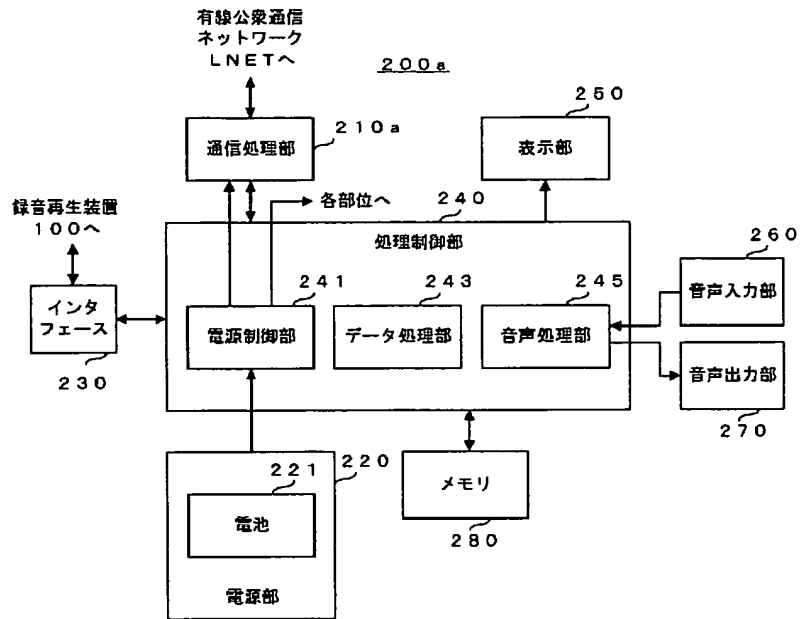 有線公衆通信
ネットワーク
LNETへ
200a
250
通信処理部
210a
表示部
各部位へ
240
録音再生装置
100へ
処理制御部
260
インタ
フェース
230
241
243
245
音声入力部
電源制御部
データ処理部
音声処理部
音声出力部
270
220
221
電池
電源部
メモリ
280